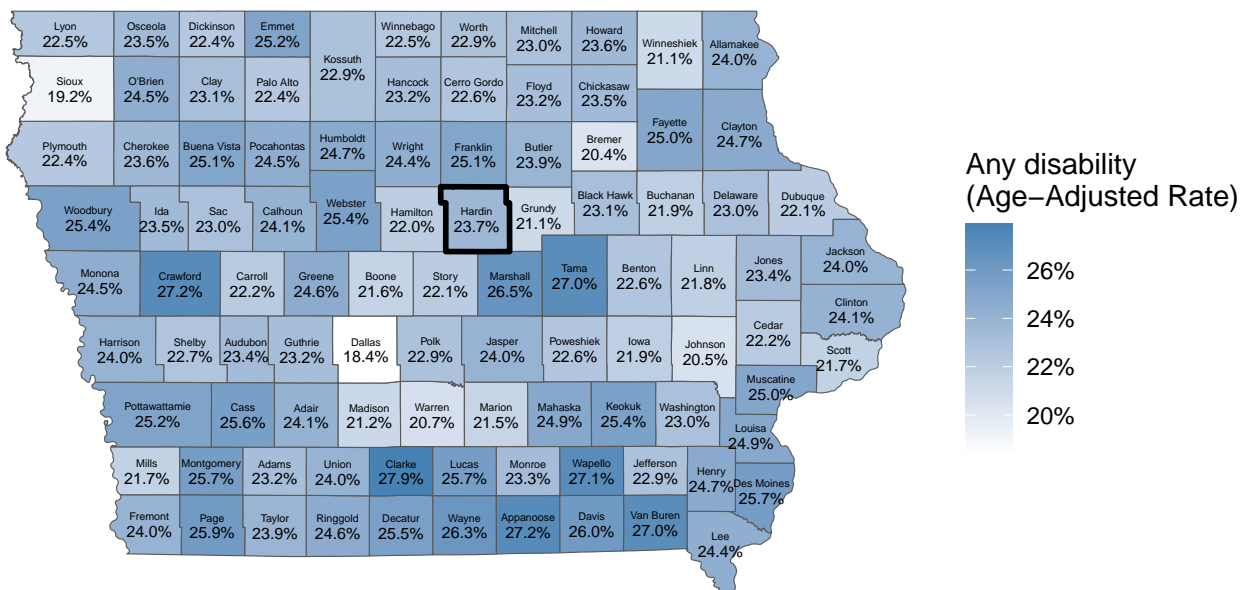 Lyon
22.5%
Osceola
23.5%
Dickinson
22.4%
Emmet
25.2%
Kossuth
22.9%
Winnebago
22.5%
Worth
22.9%
Mitchell
23.0%
Howard
23.6%
Winneshiek
21.1%
Allamakee
24.0%
Sioux
19.2%
O'Brien
24.5%
Clay
23.1%
Palo Alto
22.4%
Hancock
23.2%
Cerro Gordo
22.6%
Floyd
23.2%
Chickasaw
23.5%
Fayette
25.0%
Clayton
24.7%
Plymouth
22.4%
Cherokee
23.6%
Buena Vista
25.1%
Pocahontas
24.5%
Humboldt
24.7%
Wright
24.4%
Franklin
25.1%
Butler
23.9%
Bremer
20.4%
Woodbury
25.4%
Ida
23.5%
Sac
23.0%
Calhoun
24.1%
Webster
25.4%
Hamilton
22.0%
Hardin
23.7%
Grundy
21.1%
Black Hawk
23.1%
Buchanan
21.9%
Delaware
23.0%
Dubuque
22.1%
Monona
24.5%
Crawford
27.2%
Carroll
22.2%
Greene
24.6%
Boone
21.6%
Story
22.1%
Marshall
26.5%
Tama
27.0%
Benton
22.6%
Linn
21.8%
Jones
23.4%
Jackson
24.0%
Clinton
24.1%
Harrison
24.0%
Shelby
22.7%
Audubon
23.4%
Guthrie
23.2%
Dallas
18.4%
Polk
22.9%
Jasper
24.0%
Poweshiek
22.6%
Iowa
21.9%
Johnson
20.5%
Cedar
22.2%
Scott
21.7%
Muscatine
25.0%
Pottawattamie
25.2%
Cass
25.6%
Adair
24.1%
Madison
21.2%
Warren
20.7%
Marion
21.5%
Mahaska
24.9%
Keokuk
25.4%
Washington
23.0%
Louisa
24.9%
Mills
21.7%
Montgomery
25.7%
Adams
23.2%
Union
24.0%
Clarke
27.9%
Lucas
25.7%
Monroe
23.3%
Wapello
27.1%
Jefferson
22.9%
Henry
24.7%
Des Moines
25.7%
Fremont
24.0%
Page
25.9%
Taylor
23.9%
Ringgold
24.6%
Decatur
25.5%
Wayne
26.3%
Appanoose
27.2%
Davis
26.0%
Van Buren
27.0%
Lee
24.4%
Any disability
(Age−Adjusted Rate)
26%
24%
22%
20%